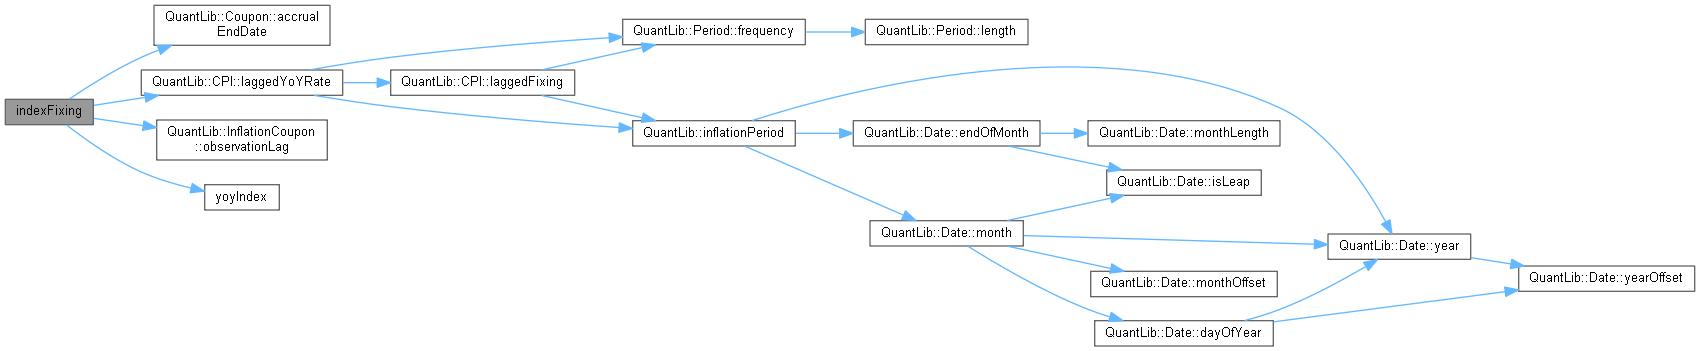 QuantLib::Coupon::accrual
EndDate
QuantLib::Period::frequency
QuantLib::Period::length
QuantLib::CPI::laggedYoYRate
QuantLib::CPI::laggedFixing
indexFixing
QuantLib::InflationCoupon
::observationLag
QuantLib::inflationPeriod
QuantLib::Date::endOfMonth
QuantLib::Date::monthLength
yoyIndex
QuantLib::Date::isLeap
QuantLib::Date::month
QuantLib::Date::year
QuantLib::Date::monthOffset
QuantLib::Date::yearOffset
QuantLib::Date::dayOfYear